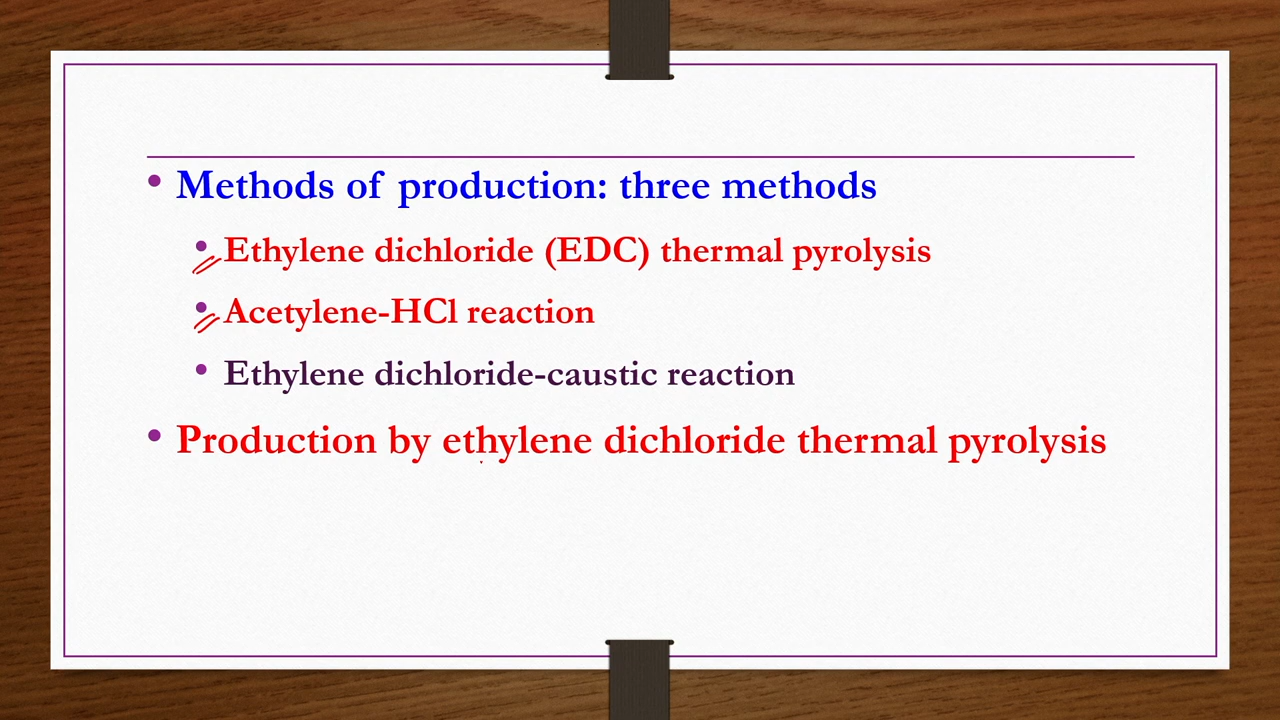 • Methods of production: three methods
• Ethylene dichloride (EDC) thermal pyrolysis
• Acetylene-HCl reaction
• Ethylene dichloride-caustic reaction
• Production by ethylene dichloride thermal pyrolysis